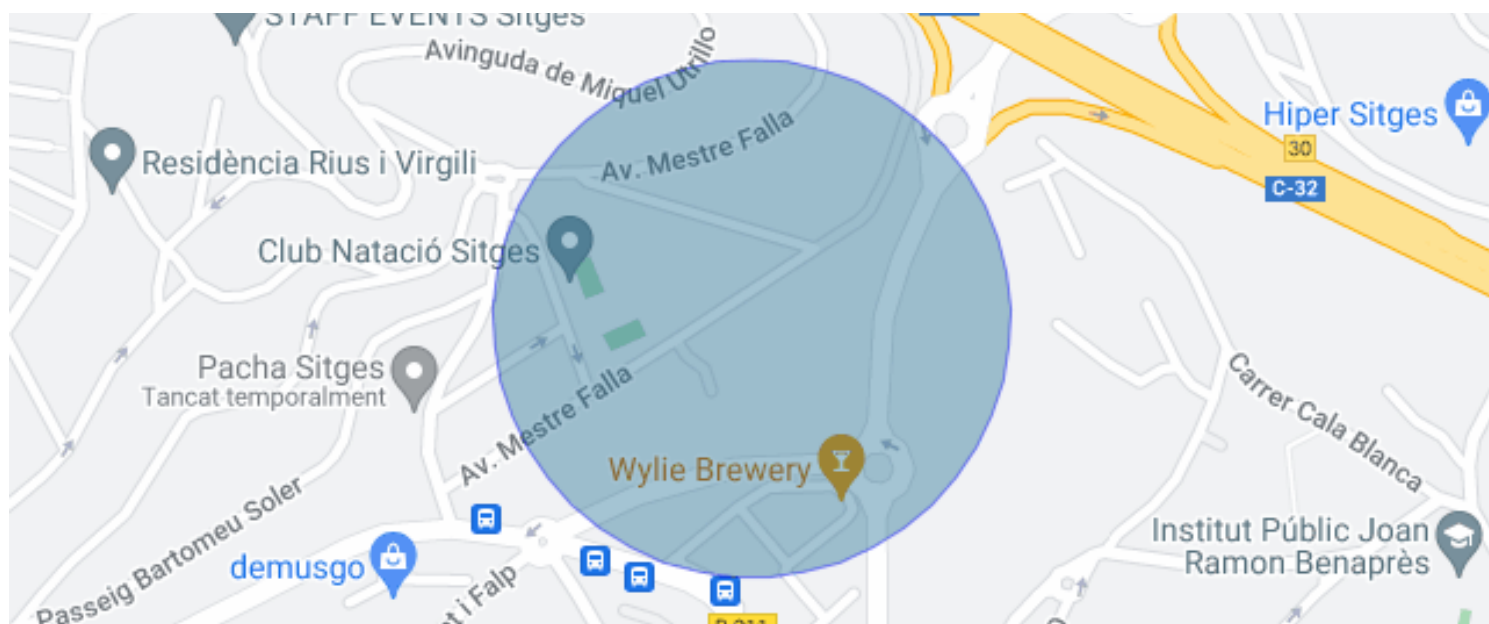 STAFF EVENTS Sitges
Avinguda de Miquel Utrillo
Hiper Sitges
Av. Mestre Falla
30
C-32
Residència Rius i Virgili
Club Natació Sitges
Pacha Sitges
Tancat temporalment
Av. Mestre Falla
Carrer Cala Blanca
Wylie Brewery
Passeig Bartomeu Soler
Institut Públic Joan
Ramon Benaprès
demusgo
i Falp